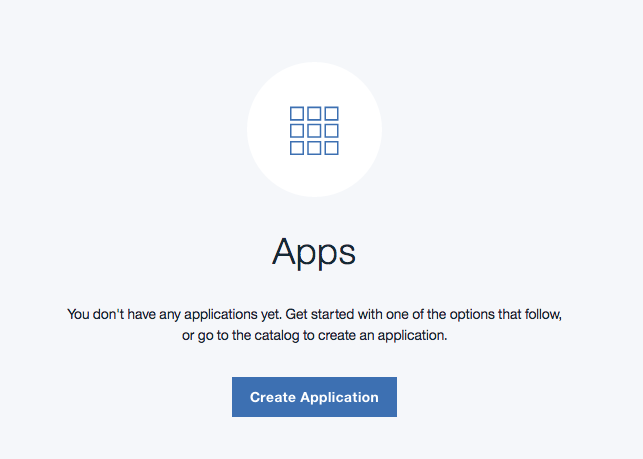 Apps
You don't have any applications yet. Get started with one of the options that follow,
or go to the catalog to create an application.
Create Application